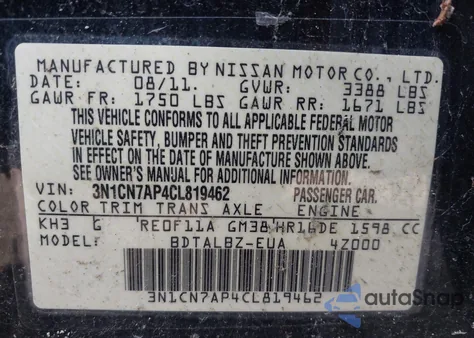 MANUFACTURED BY NISSAN MOTOR CO., LTD.
DATE: 08/11. GVWR: 3388 LBS
GAWR FR: 1750 LBS GAWR RR: 1671 LBS
THIS VEHICLE CONFORMS TO ALL APPLICABLE FEDERAL MOTOR
VEHICLE SAFETY, BUMPER AND THEFT PREVENTION STANDARDS
IN EFFECT ON THE DATE OF MANUFACTURE SHOWN ABOVE.
SEE OWNER'S MANUAL FOR ADDITIONAL INFORMATION.
VIN: 3N1CN7AP4CL819462 PASSENGER CAR.
COLOR TRIM TRANS AXLE ENGINE
KH3 G RE0F11A GM38 HR16DE 1598 CC
MODEL: BDTALBZ-EUA 4Z000
3N1CN7AP4CL819462
autoSnap